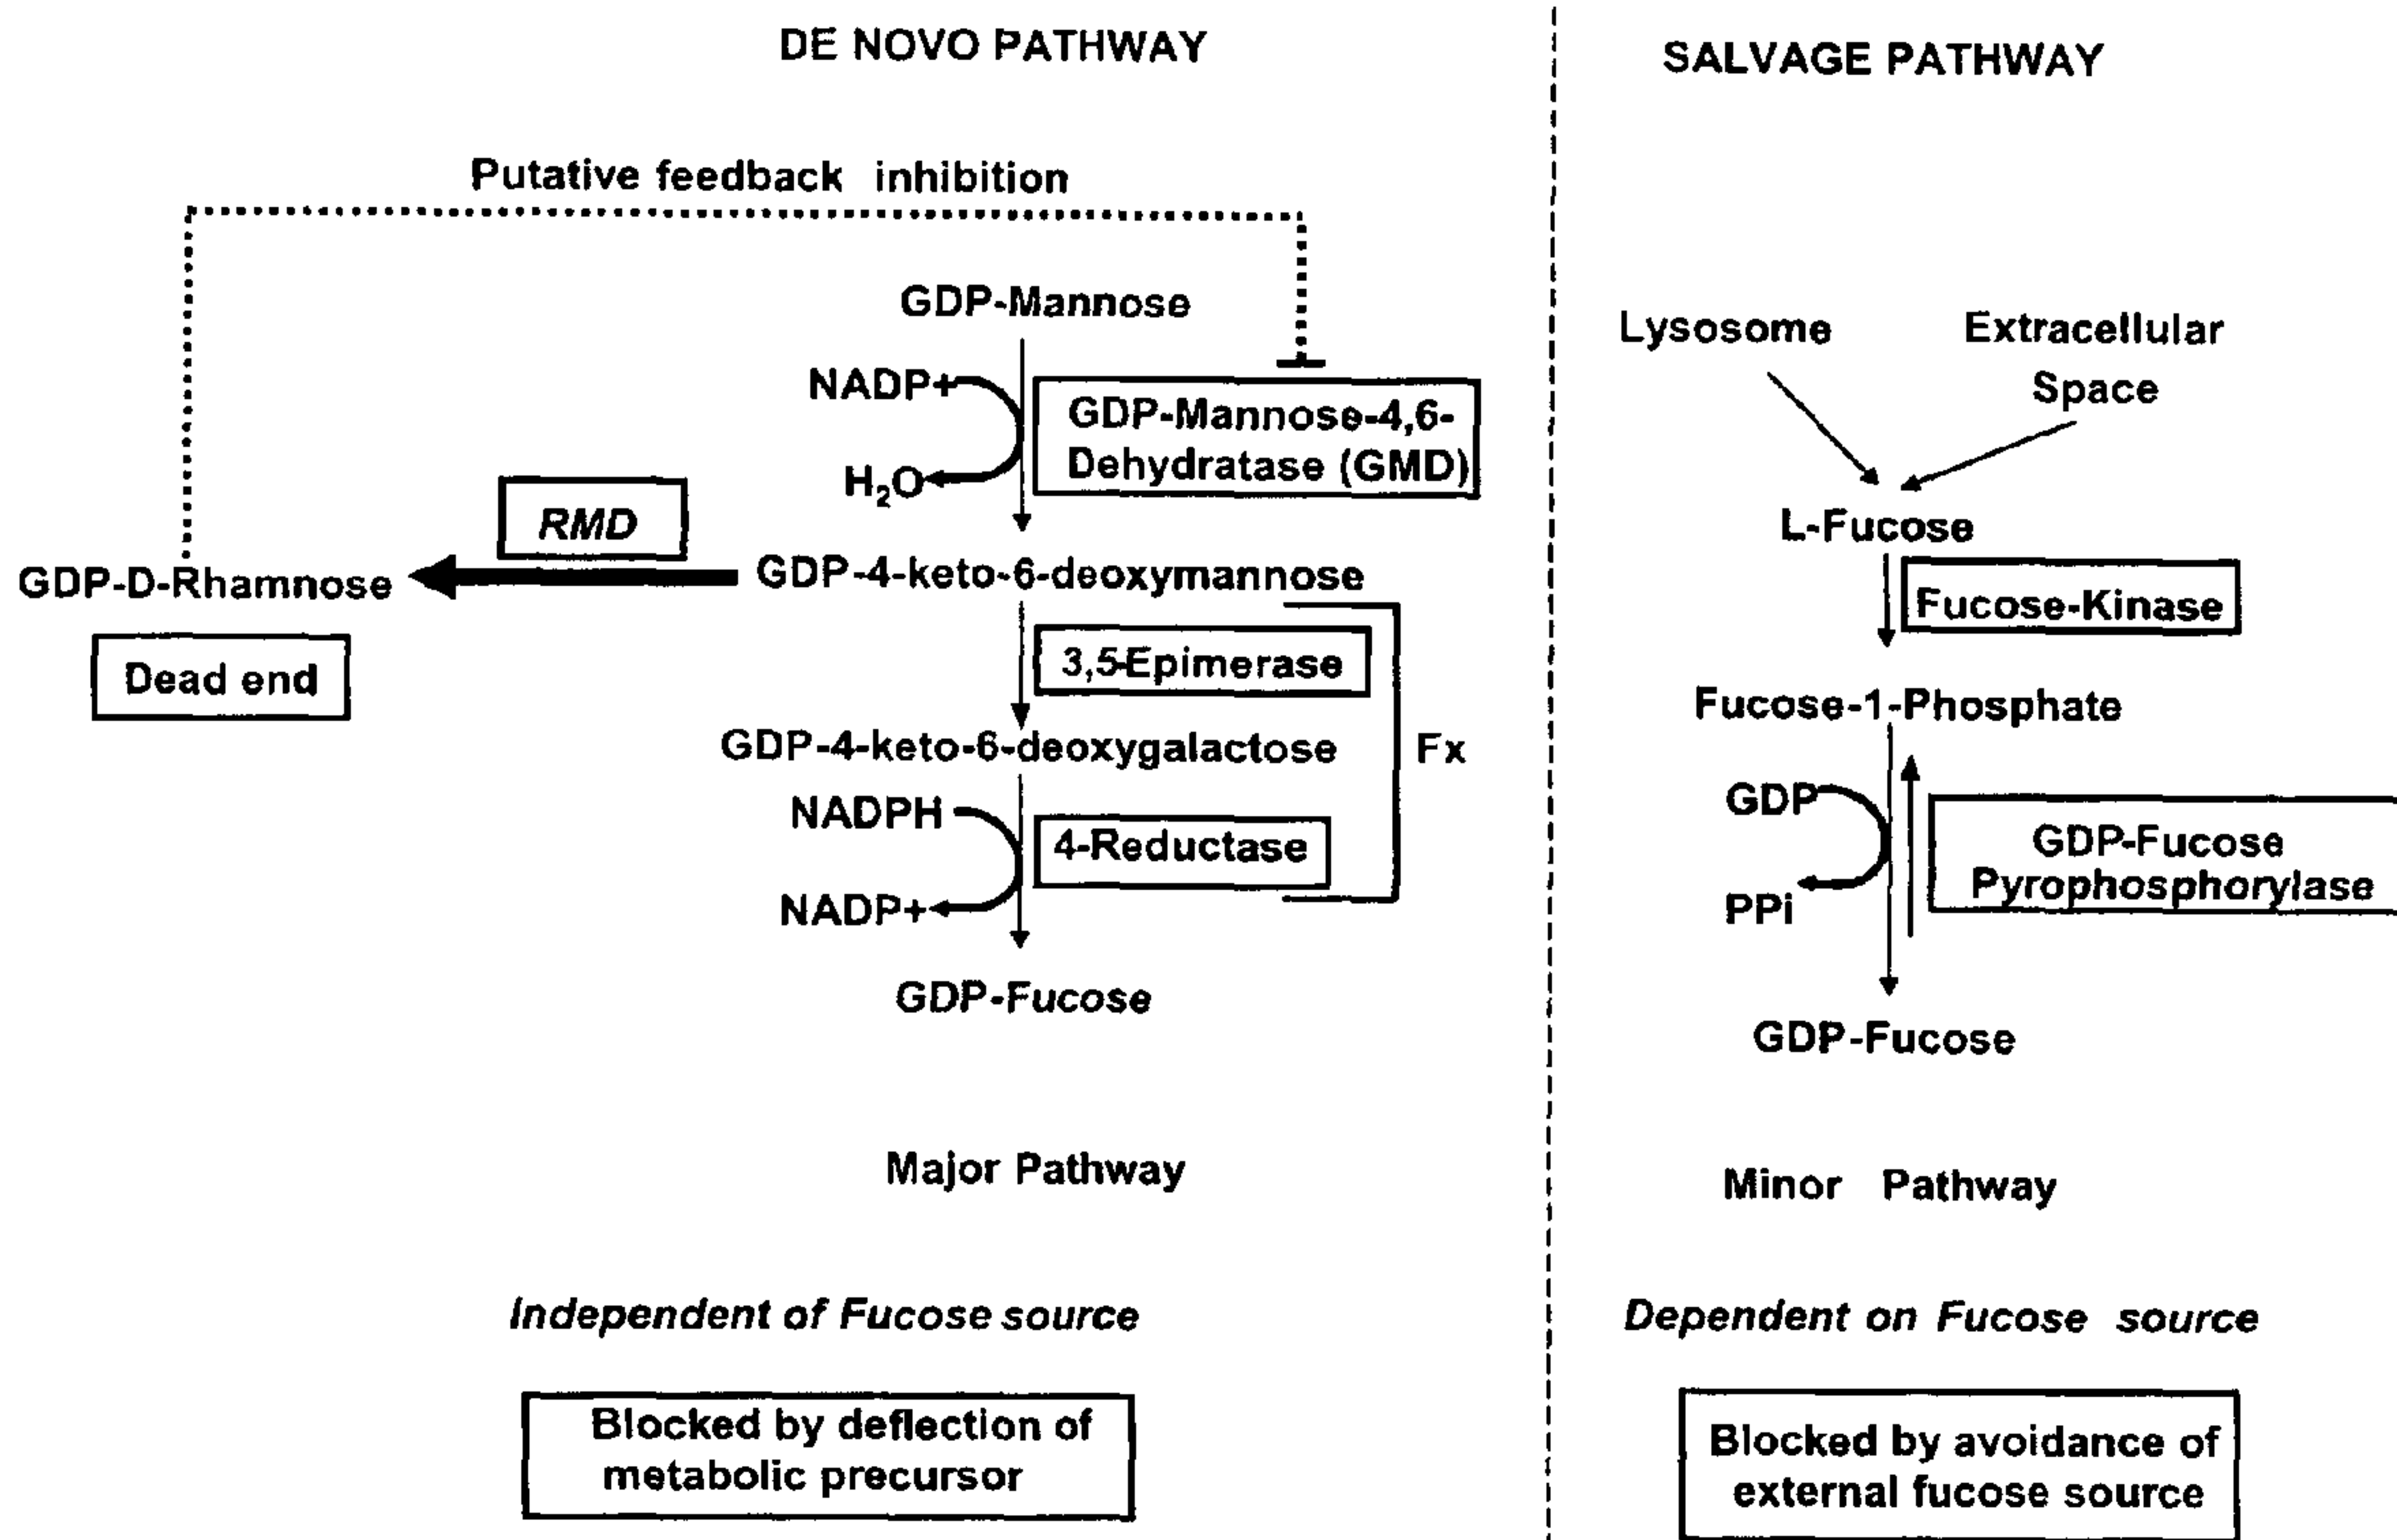 DE NOVO PATHWAY
Putative feedback inhibition
GDP-Mannose
NADP+
H₂O
GDP-Mannose-4,6-
Dehydratase (GMD)
RMD
GDP-D-Rhamnose
GDP-4-keto-6-deoxymannose
Dead end
3,5-Epimerase
GDP-4-keto-6-deoxygalactose
Fx
NADPH
4-Reductase
NADP+
GDP-Fucose
Major Pathway
Independent of Fucose source
Blocked by deflection of
metabolic precursor
SALVAGE PATHWAY
Lysosome
Extracellular
Space
L-Fucose
Fucose-Kinase
Fucose-1-Phosphate
GDP
PPi
GDP-Fucose
Pyrophosphorylase
GDP-Fucose
Minor Pathway
Dependent on Fucose source
Blocked by avoidance of
external fucose source